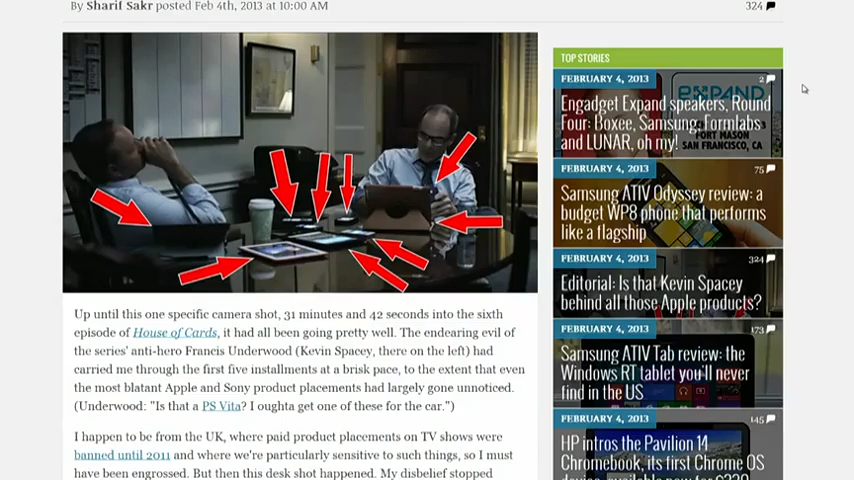 By Sharif Sakr posted Feb 4th, 2013 at 10:00 AM
324
Up until this one specific camera shot, 31 minutes and 42 seconds into the sixth
episode of House of Cards, it had all been going pretty well. The endearing evil of
the series' anti-hero Francis Underwood (Kevin Spacey, there on the left) had
carried me through the first five installments at a brisk pace, to the extent that even
the most blatant Apple and Sony product placements had largely gone unnoticed.
(Underwood: "Is that a PS Vita? I oughta get one of these for the car.")
I happen to be from the UK, where paid product placements on TV shows were
banned until 2011 and where we're particularly sensitive to such things, so I must
have been engrossed. But then this desk shot happened. My disbelief stopped
TOP STORIES
FEBRUARY 4, 2013
2
EXPAND
Engadget Expand speakers, Round
Four: Boxee, Samsung, Formlabs
and LUNAR, oh my!
FORT MASON
SAN FRANCISCO, CA
FEBRUARY 4, 2013
75
Samsung ATIV Odyssey review: a
budget WP8 phone that performs
like a flagship
FEBRUARY 4, 2013
324
Editorial: Is that Kevin Spacey
behind all those Apple products?
FEBRUARY 4, 2013
173
Samsung ATIV Tab review: the
Windows RT tablet you'll never
find in the US
FEBRUARY 4, 2013
145
HP intros the Pavilion 14
Chromebook, its first Chrome OS